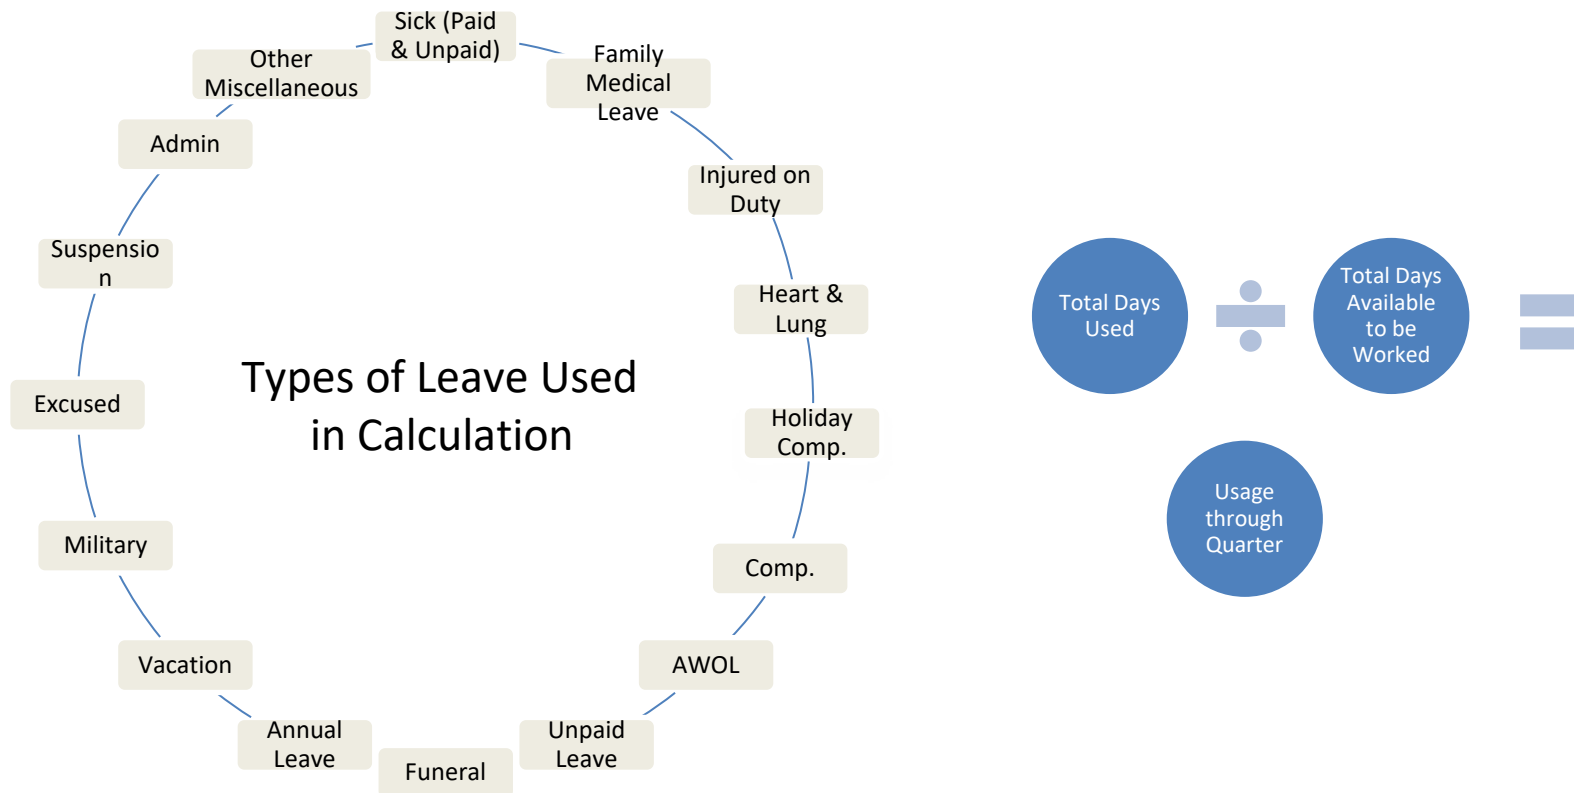 Sick (Paid
& Unpaid)
Family
Medical
Leave
Injured on
Duty
Heart &
Lung
Holiday
Comp.
Comp.
AWOL
Unpaid
Leave
Funeral
Annual
Leave
Vacation
Military
Excused
Suspensio
n
Admin
Other
Miscellaneous
Types of Leave Used
in Calculation
Total Days
Used
Total Days
Available
to be
Worked
Usage
through
Quarter